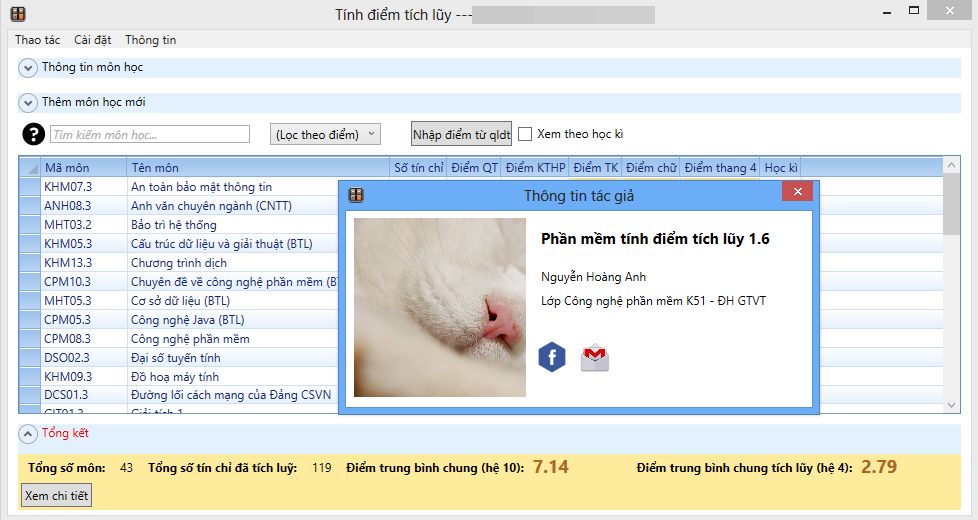 Tính điểm tích lũy ---
Thao tác Cài đặt Thông tin
Thông tin môn học
Thêm môn học mới
? Tìm kiếm môn học... (Lọc theo điểm) Nhập điểm từ qldt Xem theo học kì
Mã môn Tên môn Số tín chỉ Điểm QT Điểm KTHP Điểm TK Điểm chữ Điểm thang 4 Học kì
KHM07.3 An toàn bảo mật thông tin
ANH08.3 Anh văn chuyên ngành (CNTT)
MHT03.2 Bảo trì hệ thống
KHM05.3 Cấu trúc dữ liệu và giải thuật (BTL)
KHM13.3 Chương trình dịch
CPM10.3 Chuyên đề về công nghệ phần mềm (BT
MHT05.3 Cơ sở dữ liệu (BTL)
CPM05.3 Công nghệ Java (BTL)
CPM08.3 Công nghệ phần mềm
DSO02.3 Đại số tuyến tính
KHM09.3 Đồ hoạ máy tính
DCS01.3 Đường lối cách mạng của Đảng CSVN
GIT01.3 Giải tích 1
Thông tin tác giả
Phần mềm tính điểm tích lũy 1.6
Nguyễn Hoàng Anh
Lớp Công nghệ phần mềm K51 - ĐH GTVT
Tổng kết
Tổng số môn: 43 Tổng số tín chỉ đã tích luỹ: 119 Điểm trung bình chung (hệ 10): 7.14 Điểm trung bình chung tích lũy (hệ 4): 2.79
Xem chi tiết